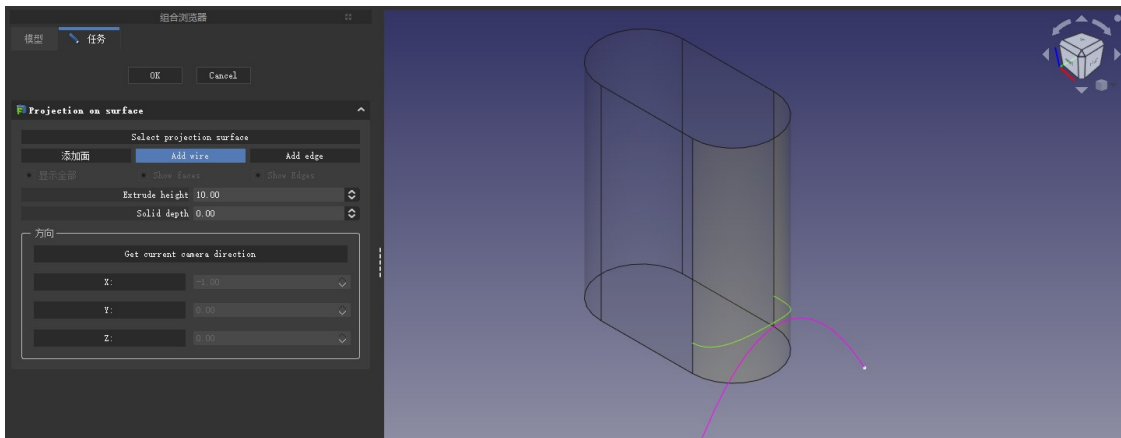 组合浏览器
模型 任务
OK Cancel
Projection on surface
Select projection surface
添加面 Add wire Add edge
显示全部 Show faces Show Edges
Extrude height 10.00
Solid depth 0.00
方向
Get current camera direction
X: -1.00
Y: 0.00
Z: 0.00